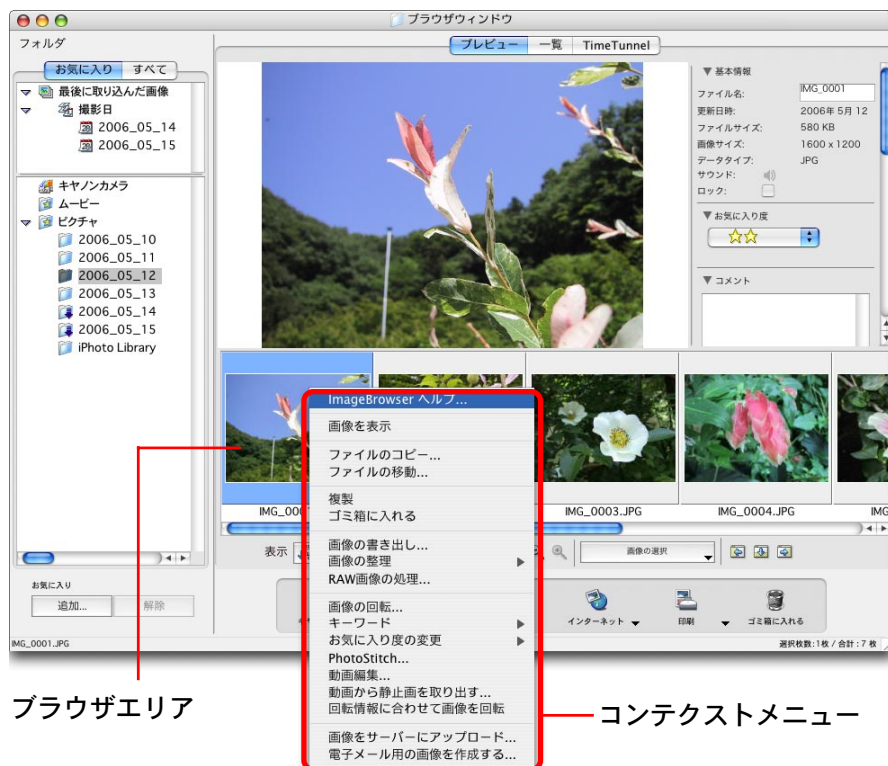 ブラウザウィンドウ
フォルダ
お気に入り すべて
最後に取り込んだ画像
撮影日
2006_05_14
2006_05_15
キヤノンカメラ
ムービー
ピクチャ
2006_05_10
2006_05_11
2006_05_12
2006_05_13
2006_05_14
2006_05_15
iPhoto Library
お気に入り
追加... 解除
IMG_0001.JPG
プレビュー 一覧 TimeTunnel
基本情報
ファイル名: IMG_0001
更新日時: 2006年 5月 12
ファイルサイズ: 580 KB
画像サイズ: 1600 x 1200
データタイプ: JPG
サウンド:
ロック:
お気に入り度
コメント
IMG_0003.JPG IMG_0004.JPG IMG
表示
画像の選択
インターネット 印刷 ゴミ箱に入れる
選択枚数:1枚 / 合計:7 枚
ImageBrowser ヘルプ...
画像を表示
ファイルのコピー...
ファイルの移動...
複製
ゴミ箱に入れる
画像の書き出し...
画像の整理
RAW画像の処理...
画像の回転...
キーワード
お気に入り度の変更
PhotoStitch...
動画編集...
動画から静止画を取り出す...
回転情報に合わせて画像を回転
画像をサーバーにアップロード...
電子メール用の画像を作成する...
ブラウザエリア
コンテクストメニュー